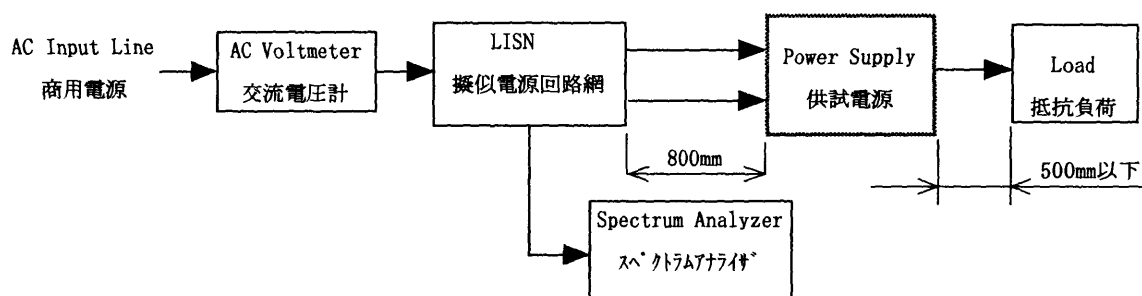 AC Input Line
商用電源
AC Voltmeter
交流電圧計
LISN
擬似電源回路網
Power Supply
供試電源
Load
抵抗負荷
800mm
500mm以下
Spectrum Analyzer
ｽﾍﾟｸﾄﾗﾑｱﾅﾗｲｻﾞ